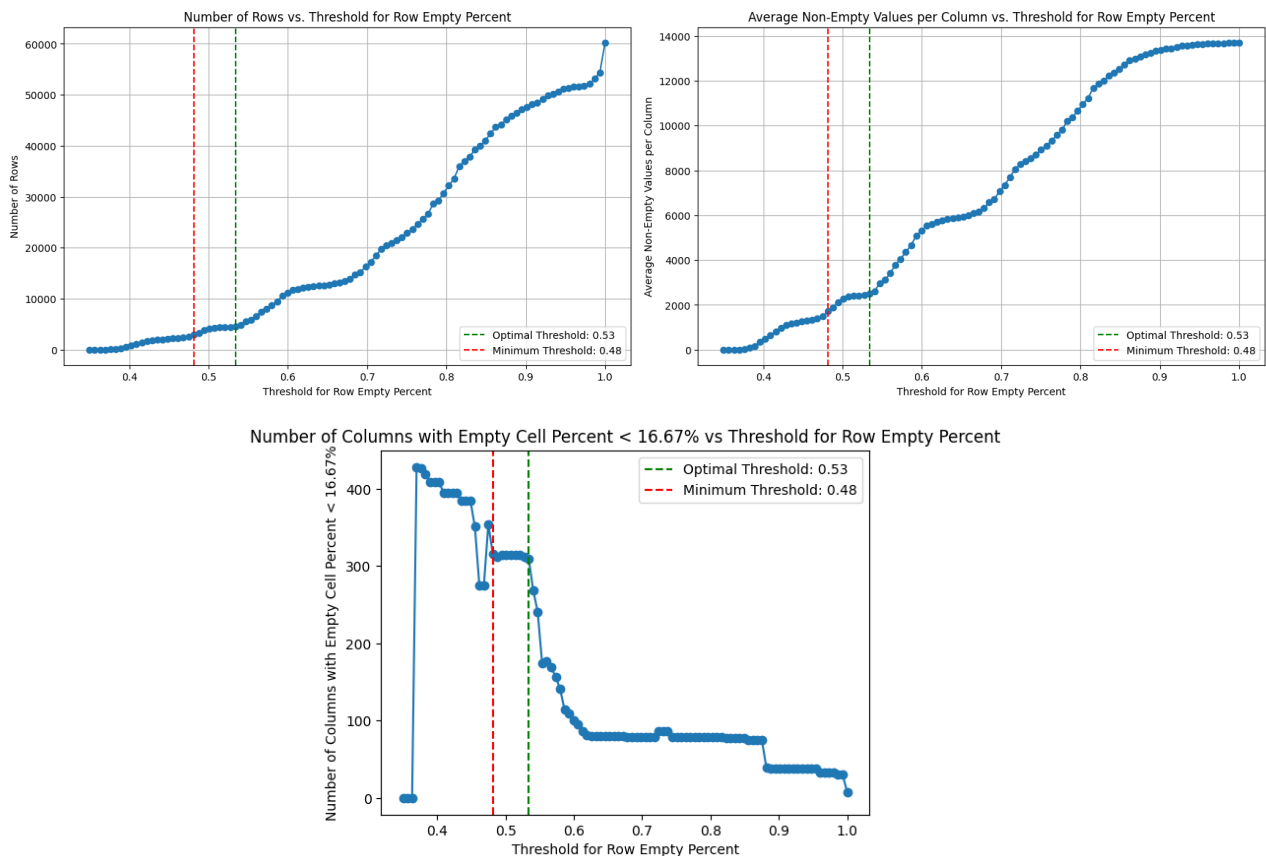 Number of Rows vs. Threshold for Row Empty Percent
Number of Rows
60000
50000
40000
30000
20000
10000
0
0.4 0.5 0.6 0.7 0.8 0.9 1.0
Threshold for Row Empty Percent
Optimal Threshold: 0.53
Minimum Threshold: 0.48
Average Non-Empty Values per Column vs. Threshold for Row Empty Percent
Average Non-Empty Values per Column
14000
12000
10000
8000
6000
4000
2000
0
0.4 0.5 0.6 0.7 0.8 0.9 1.0
Threshold for Row Empty Percent
Optimal Threshold: 0.53
Minimum Threshold: 0.48
Number of Columns with Empty Cell Percent < 16.67% vs Threshold for Row Empty Percent
Number of Columns with Empty Cell Percent < 16.67%
400
300
200
100
0
0.4 0.5 0.6 0.7 0.8 0.9 1.0
Threshold for Row Empty Percent
Optimal Threshold: 0.53
Minimum Threshold: 0.48